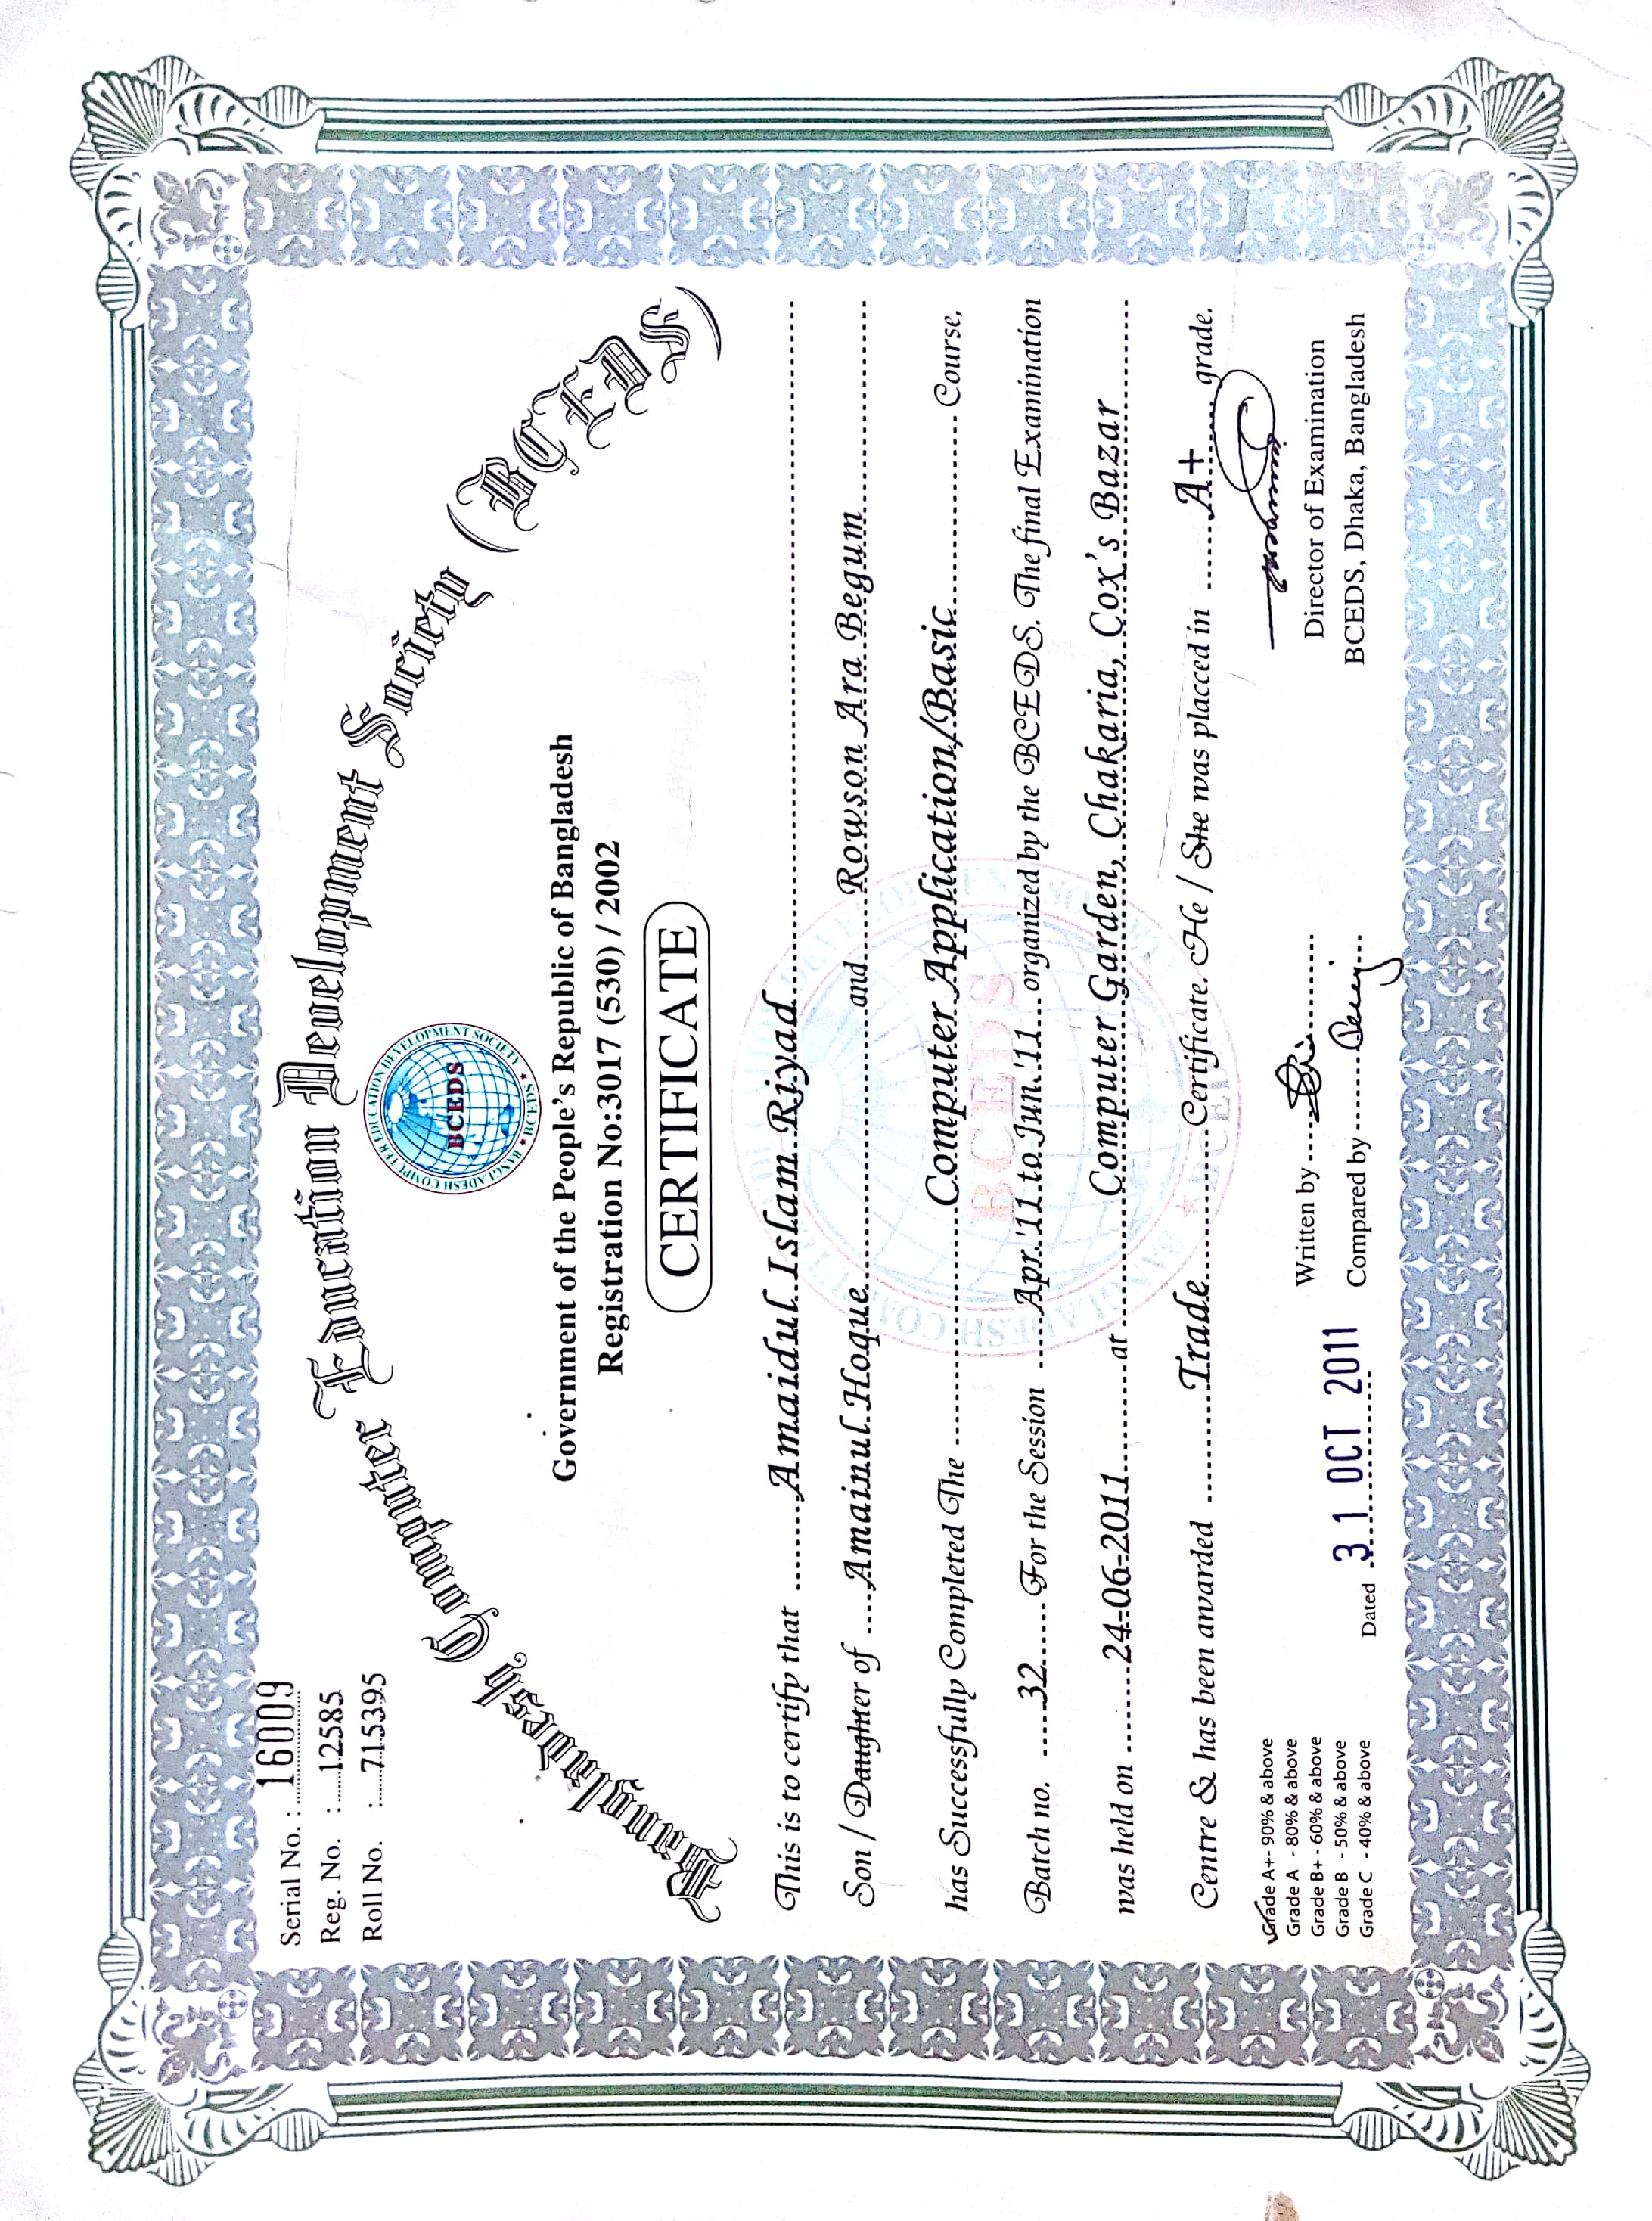 Serial No. : 16009
Reg. No. : 12585
Roll No. : 715395
Bangladesh Computer Education Development Society (BCEDS)
BANGLADESH COMPUTER EDUCATION DEVELOPMENT SOCIETY ★ BCEDS ★
BCEDS
Government of the People's Republic of Bangladesh
Registration No:3017 (530) / 2002
CERTIFICATE
This is to certify that Amaidul Islam Riyad
Son / Daughter of Amainul Hoque and Rowson Ara Begum
has Successfully Completed The Computer Application/Basic Course,
Batch no. 32 For the Session Apr.'11 to Jun.'11 organized by the BCEDS. The final Examination
was held on 24-06-2011 at Computer Garden, Chakaria, Cox's Bazar
Centre & has been awarded Trade Certificate. He / She was placced in A+ grade.
Grade A+- 90% & above
Grade A - 80% & above
Grade B+ - 60% & above
Grade B - 50% & above
Grade C - 40% & above
Dated 31 OCT 2011
Written by
Compared by
Director of Examination
BCEDS, Dhaka, Bangladesh